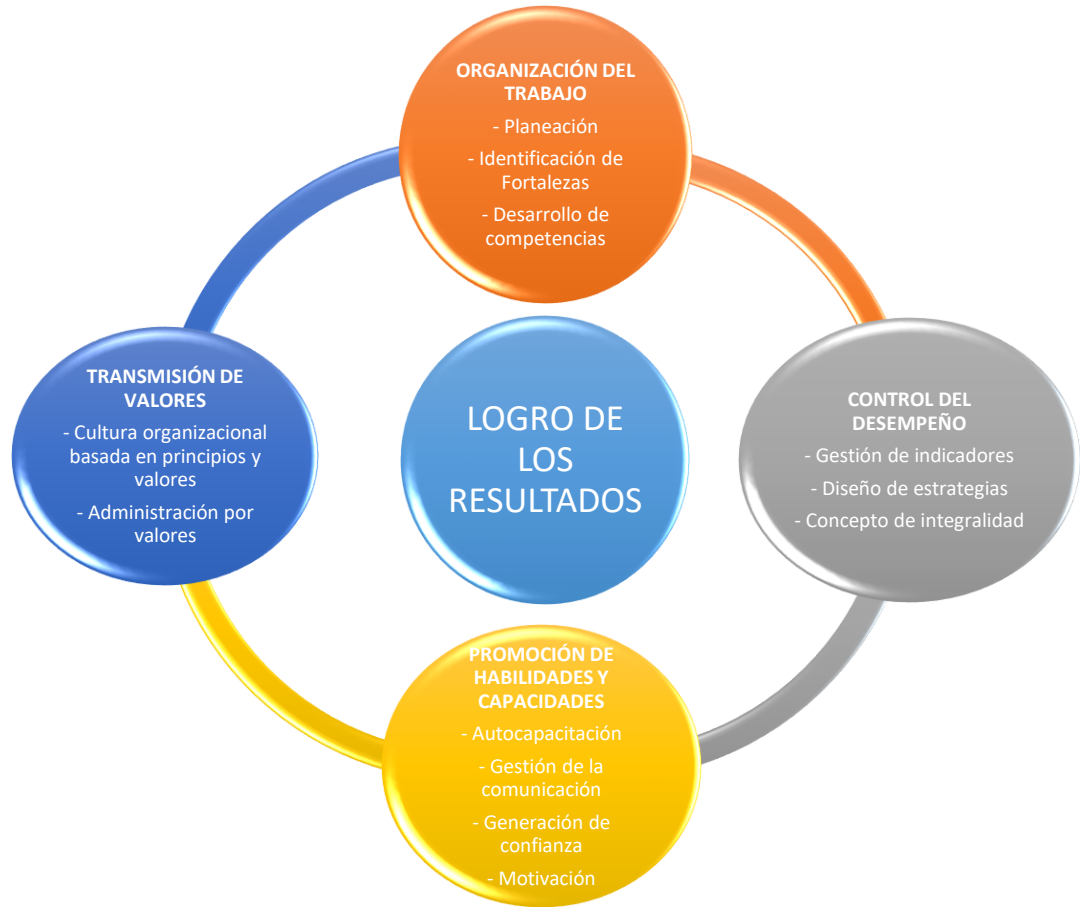 ORGANIZACIÓN DEL
TRABAJO
- Planeación
- Identificación de
Fortalezas
- Desarrollo de
competencias
TRANSMISIÓN DE
VALORES
- Cultura organizacional
basada en principios y
valores
- Administración por
valores
LOGRO DE
LOS
RESULTADOS
CONTROL DEL
DESEMPEÑO
- Gestión de indicadores
- Diseño de estrategias
- Concepto de integralidad
PROMOCIÓN DE
HABILIDADES Y
CAPACIDADES
- Autocapacitación
- Gestión de la
comunicación
- Generación de
confianza
- Motivación